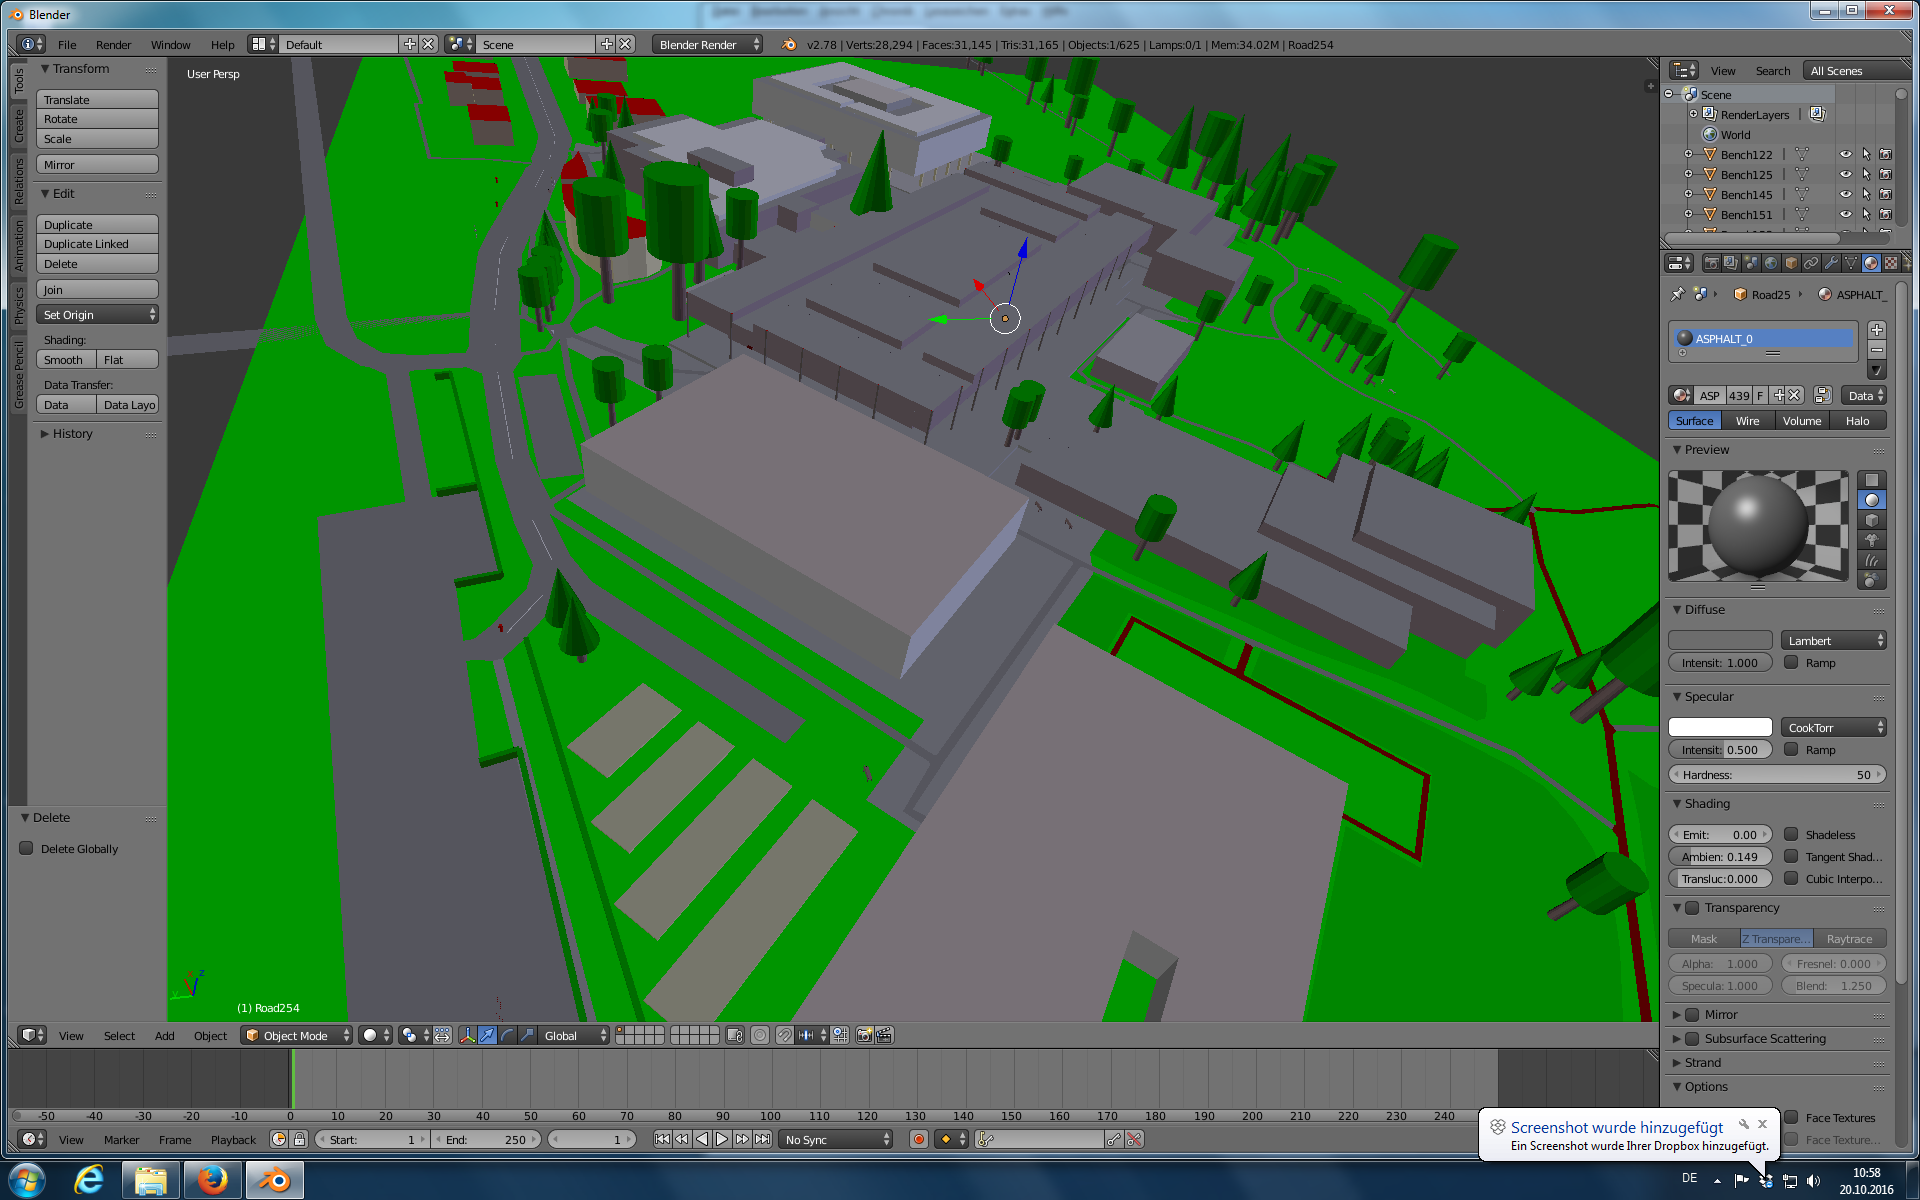 Blender
File Render Window Help Default Scene Blender Render v2.78 | Verts:28,294 | Faces:31,145 | Tris:31,165 | Objects:1/625 | Lamps:0/1 | Mem:34.02M | Road254
Tools
Create
Relations
Animation
Physics
Grease Pencil
Transform
Translate
Rotate
Scale
Mirror
Edit
Duplicate
Duplicate Linked
Delete
Join
Set Origin
Shading:
Smooth Flat
Data Transfer:
Data Data Layo
History
Delete
Delete Globally
User Persp
(1) Road254
View Select Add Object Object Mode Global
View Search All Scenes
Scene
RenderLayers
World
Bench122
Bench125
Bench145
Bench151
Road25 ASPHALT_
ASPHALT_0
ASP 439 F Data
Surface Wire Volume Halo
Preview
Diffuse
Lambert
Intensit: 1.000 Ramp
Specular
CookTorr
Intensit: 0.500 Ramp
Hardness: 50
Shading
Emit: 0.00 Shadeless
Ambien: 0.149 Tangent Shad...
Transluc:0.000 Cubic Interpo...
Transparency
Mask Z Transpare... Raytrace
Alpha: 1.000 Fresnel: 0.000
Specula: 1.000 Blend: 1.250
Mirror
Subsurface Scattering
Strand
Options
Face Textures
Face Texture...
-50 -40 -30 -20 -10 0 10 20 30 40 50 60 70 80 90 100 110 120 130 140 150 160 170 180 190 200 210 220 230 240
View Marker Frame Playback Start: 1 End: 250 1 No Sync
Screenshot wurde hinzugefügt
Ein Screenshot wurde Ihrer Dropbox hinzugefügt.
DE
10:58
20.10.2016